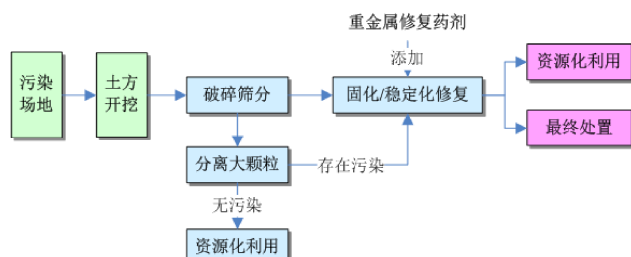 重金属修复药剂
添加
污染
场地
土方
开挖
破碎筛分
固化/稳定化修复
资源化利用
最终处置
分离大颗粒
存在污染
无污染
资源化利用